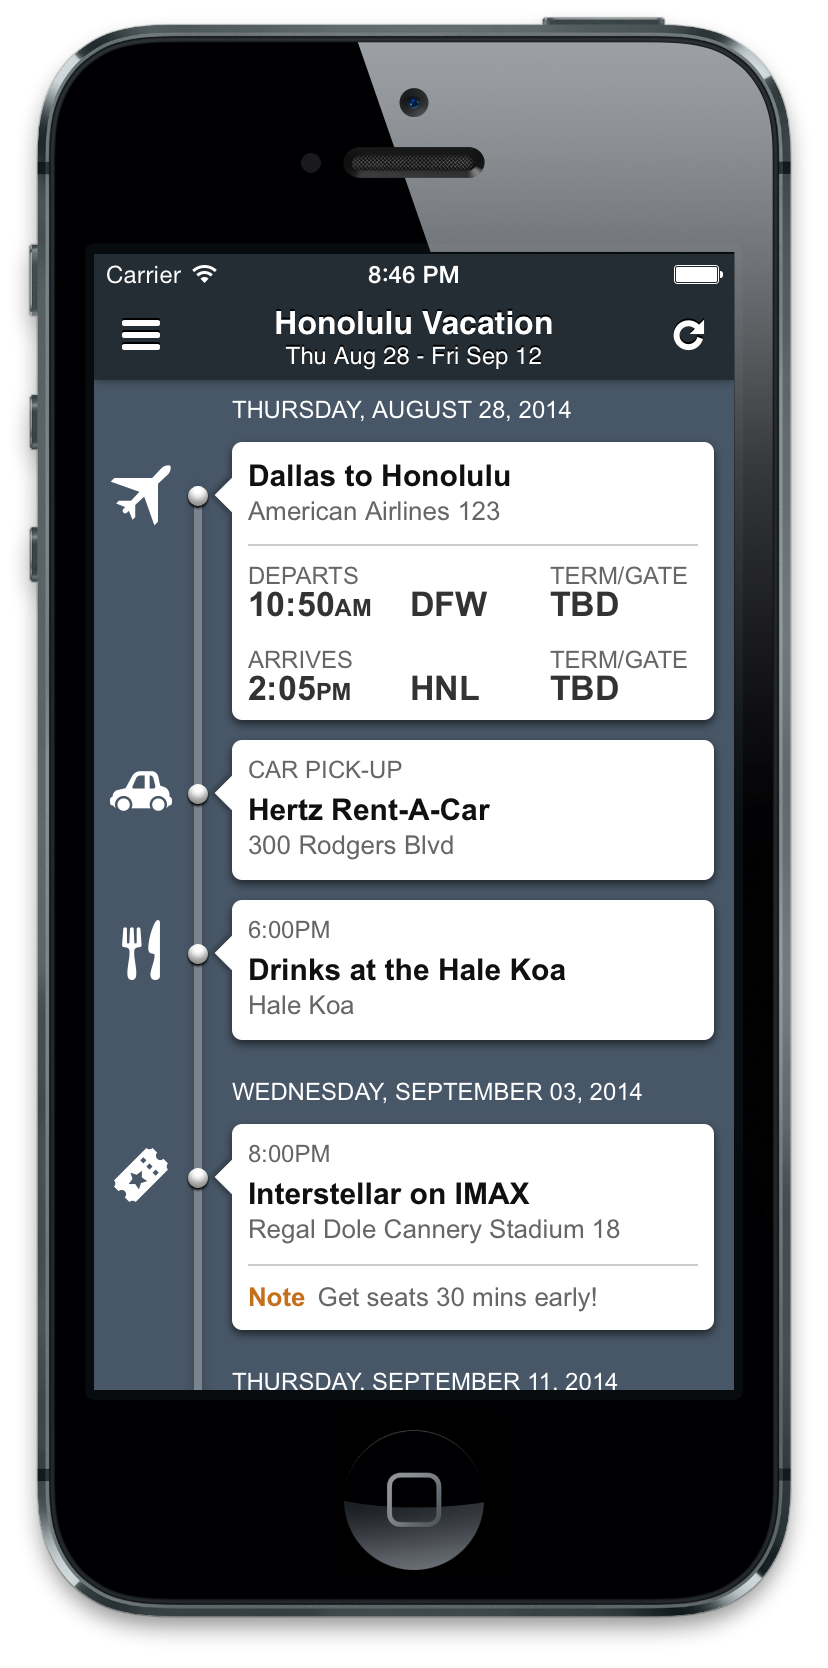 Carrier 8:46 PM
Honolulu Vacation
Thu Aug 28 - Fri Sep 12
THURSDAY, AUGUST 28, 2014
Dallas to Honolulu
American Airlines 123
DEPARTS TERM/GATE
10:50AM DFW TBD
ARRIVES TERM/GATE
2:05PM HNL TBD
CAR PICK-UP
Hertz Rent-A-Car
300 Rodgers Blvd
6:00PM
Drinks at the Hale Koa
Hale Koa
WEDNESDAY, SEPTEMBER 03, 2014
8:00PM
Interstellar on IMAX
Regal Dole Cannery Stadium 18
Note Get seats 30 mins early!
THURSDAY, SEPTEMBER 11, 2014